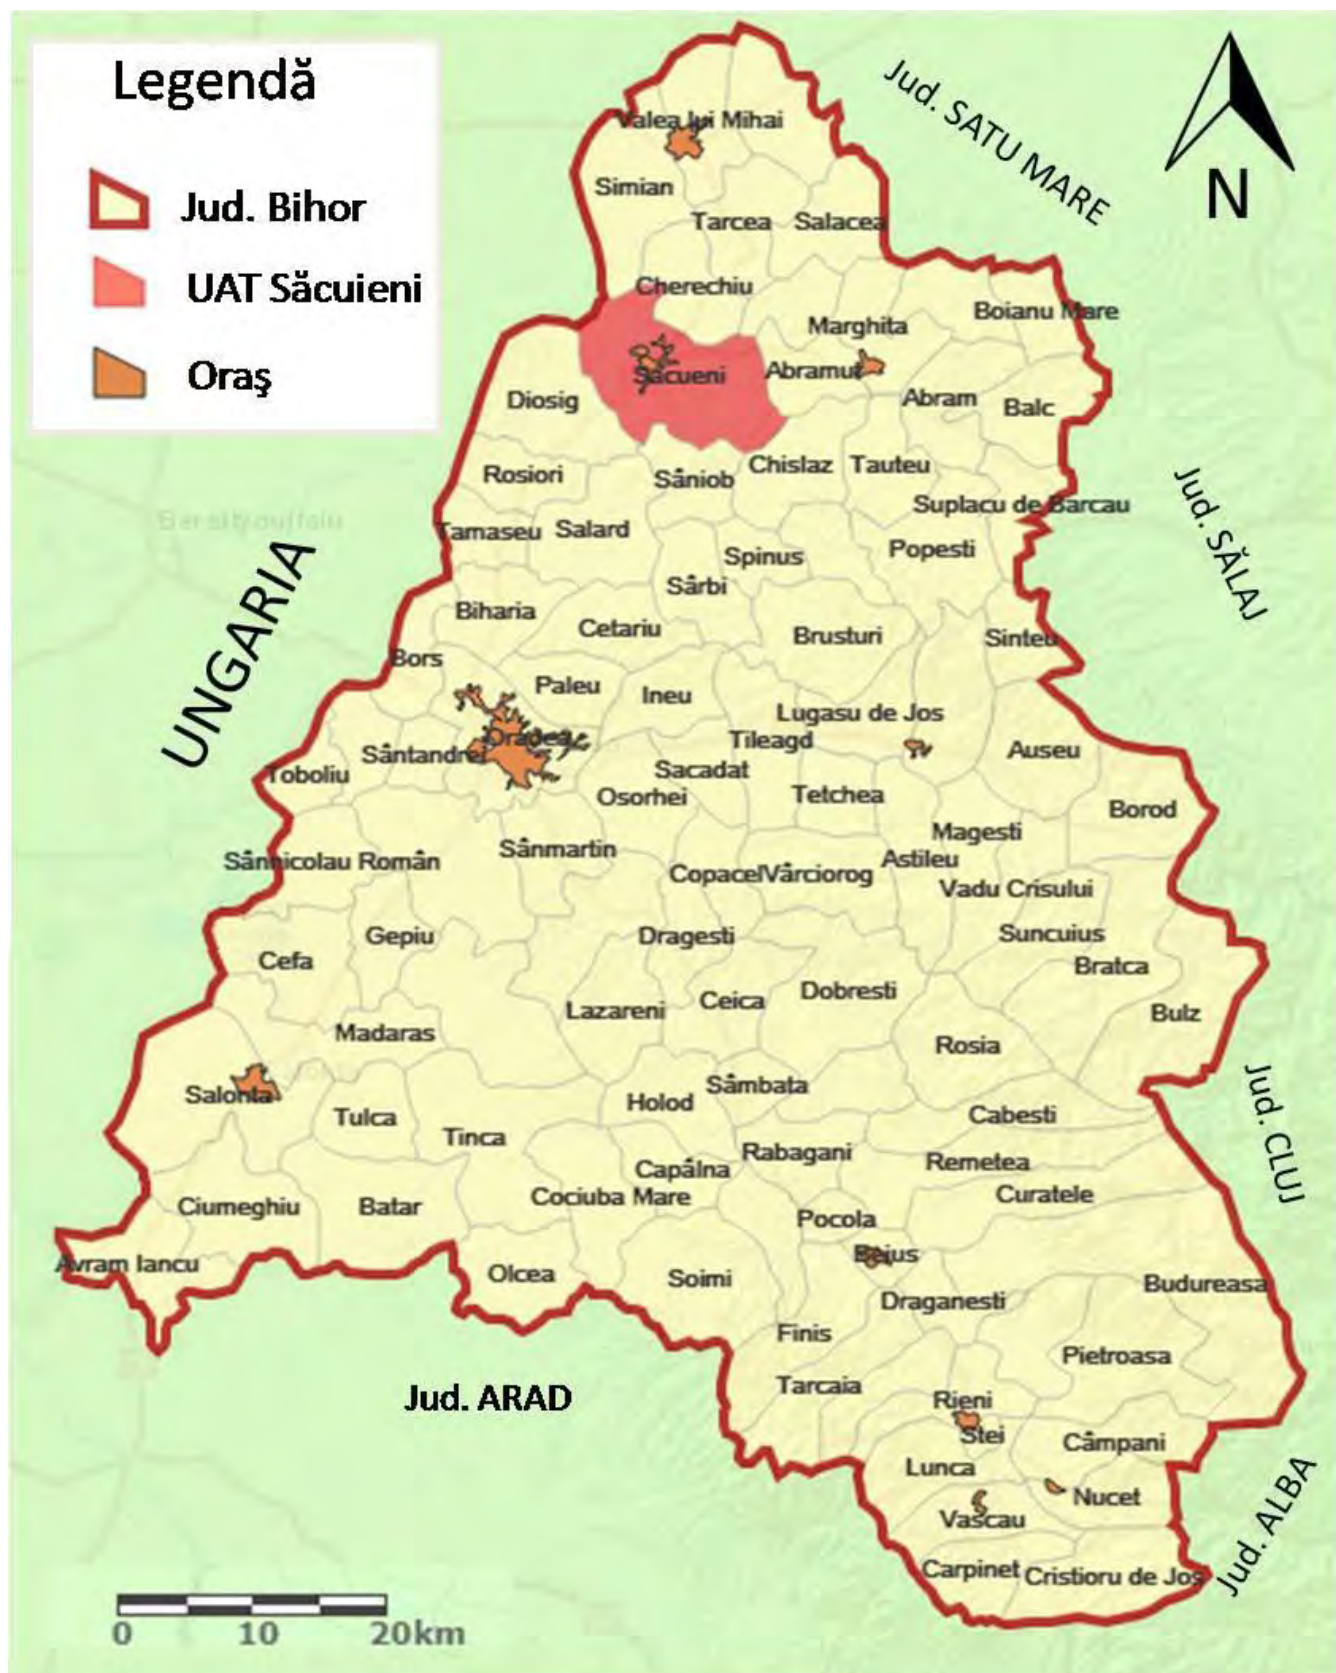 Legendă
Jud. Bihor
UAT Săcuieni
Oraş
Jud. SATU MARE
N
Valea lui Mihai
Simian
Tarcea
Salacea
Cherechiu
Boianu Mare
Marghita
Sacueni
Abramut
Diosig
Abram
Balc
Rosiori
Sâniob
Chislaz
Tauteu
Suplacu de Barcau
Jud. SĂLAJ
Tamaseu
Salard
Spinus
Popesti
Sârbi
UNGARIA
Biharia
Cetariu
Brusturi
Sinteu
Bors
Paleu
Ineu
Lugasu de Jos
Oradea
Tileagd
Auseu
Sântandrei
Toboliu
Sacadat
Osorhei
Tetchea
Borod
Magesti
Sânmartin
Astileu
Sânnicolau Român
Copacel
Vârciorog
Vadu Crisului
Gepiu
Dragesti
Suncuius
Cefa
Bratca
Lazareni
Ceica
Dobresti
Bulz
Madaras
Rosia
Salonta
Sâmbata
Holod
Tulca
Cabesti
Jud. CLUJ
Tinca
Rabagani
Capâlna
Remetea
Cociuba Mare
Curatele
Ciumeghiu
Batar
Pocola
Beius
Avram Iancu
Olcea
Soimi
Budureasa
Draganesti
Finis
Pietroasa
Tarcaia
Jud. ARAD
Rieni
Stei
Câmpani
Lunca
Nucet
Vascau
Jud. ALBA
Carpinet
Cristioru de Jos
0 10 20km